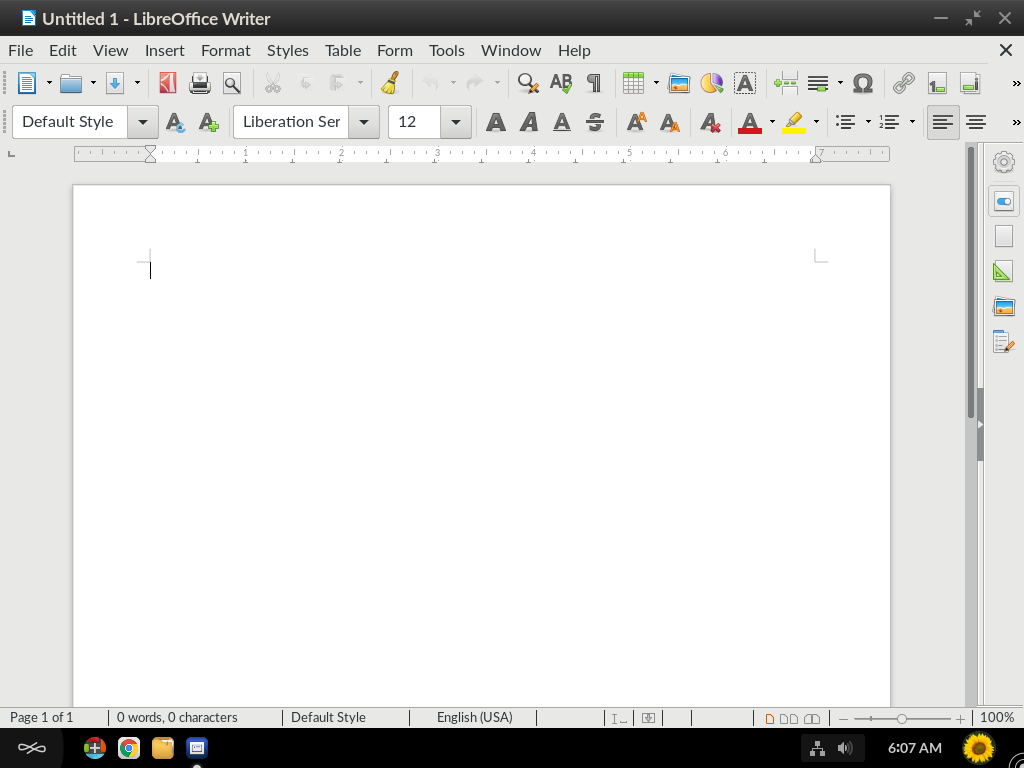 Untitled 1 - LibreOffice Writer
File Edit View Insert Format Styles Table Form Tools Window Help
Default Style Liberation Ser 12
1 2 3 4 5 6 7
Page 1 of 1 0 words, 0 characters Default Style English (USA) 100%
6:07 AM